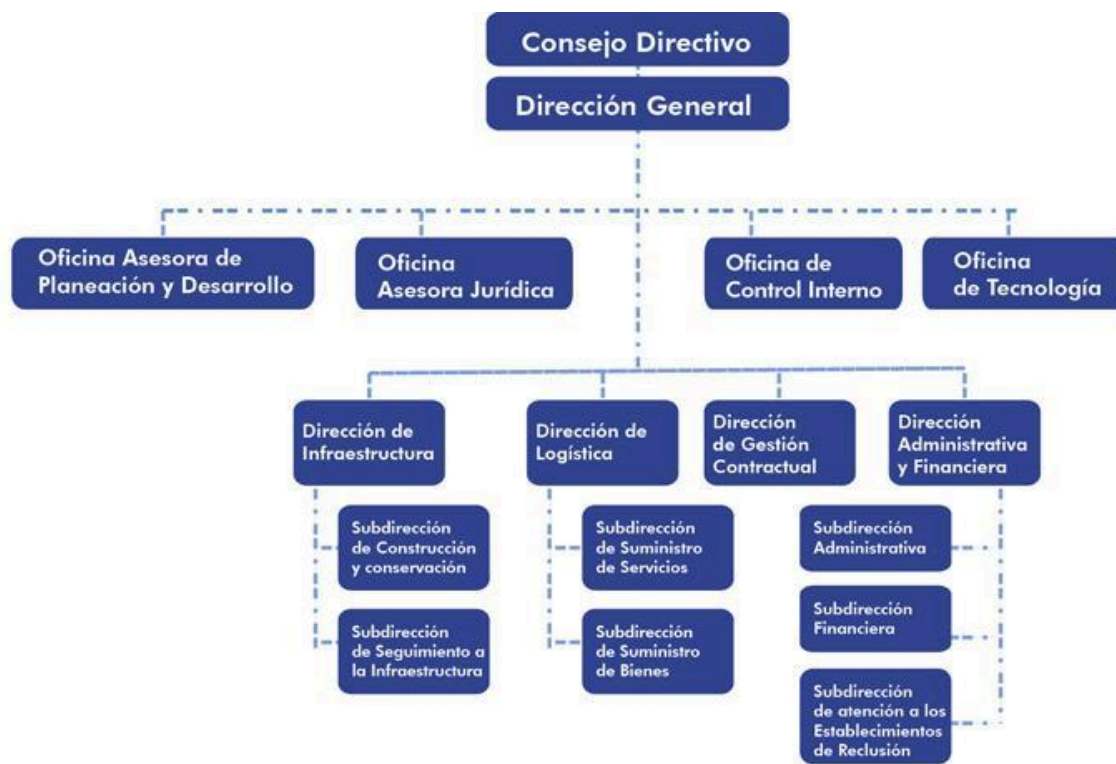 Consejo Directivo
Dirección General
Oficina Asesora de
Planeación y Desarrollo
Oficina
Asesora Jurídica
Oficina de
Control Interno
Oficina
de Tecnología
Dirección de
Infraestructura
Dirección de
Logística
Dirección
de Gestión
Contractual
Dirección
Administrativa
y Financiera
Subdirección
de Construcción
y conservación
Subdirección
de Seguimiento a
la Infraestructura
Subdirección
de Suministro
de Servicios
Subdirección
de Suministro
de Bienes
Subdirección
Administrativa
Subdirección
Financiera
Subdirección
de atención a los
Establecimientos
de Reclusión